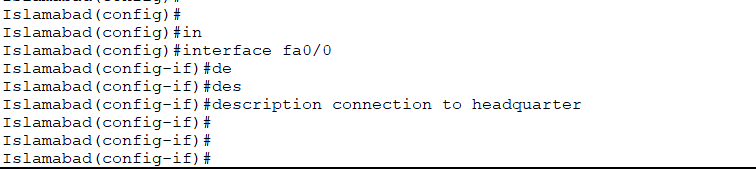 Islamabad(config)#
Islamabad(config)#in
Islamabad(config)#interface fa0/0
Islamabad(config-if)#de
Islamabad(config-if)#des
Islamabad(config-if)#description connection to headquarter
Islamabad(config-if)#
Islamabad(config-if)#
Islamabad(config-if)#